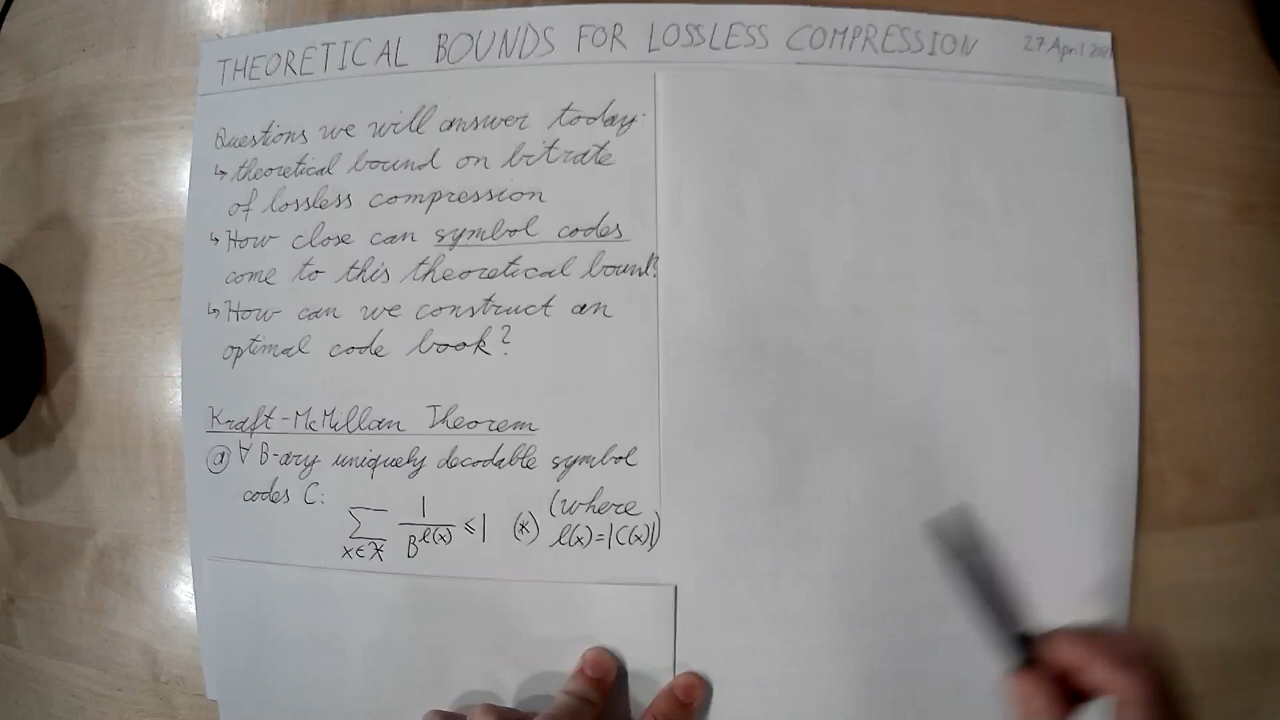 THEORETICAL BOUNDS FOR LOSSLESS COMPRESSION
27 April
Questions we will answer today:
↳ theoretical bound on bitrate
of lossless compression
↳ How close can symbol codes
come to this theoretical bound?
↳ How can we construct an
optimal code book?
Kraft-McMillan Theorem
ⓐ ∀ B-ary uniquely decodable symbol
codes C:
∑_{x∈𝔛} 1/B^{ℓ(x)} ≤ 1 (*) (where
ℓ(x)=|C(x)|)